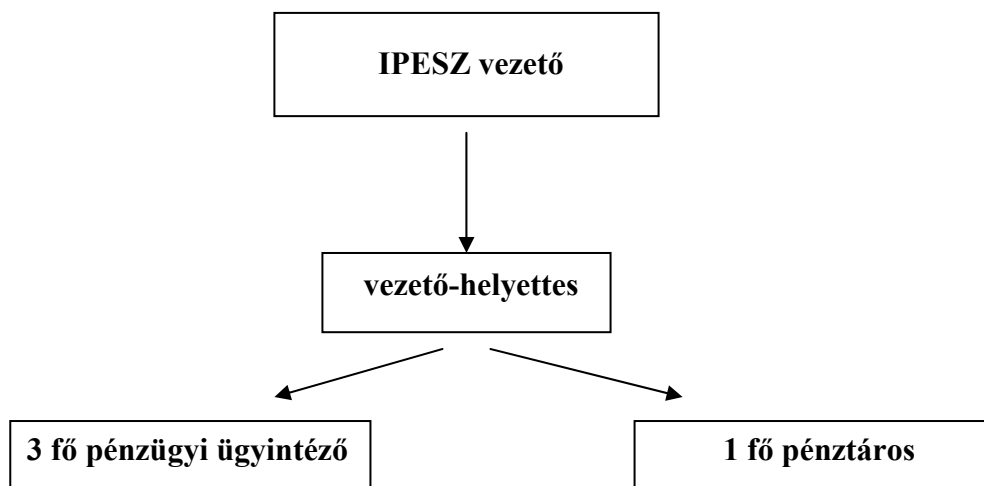 IPESZ vezető
vezető-helyettes
3 fő pénzügyi ügyintéző
1 fő pénztáros